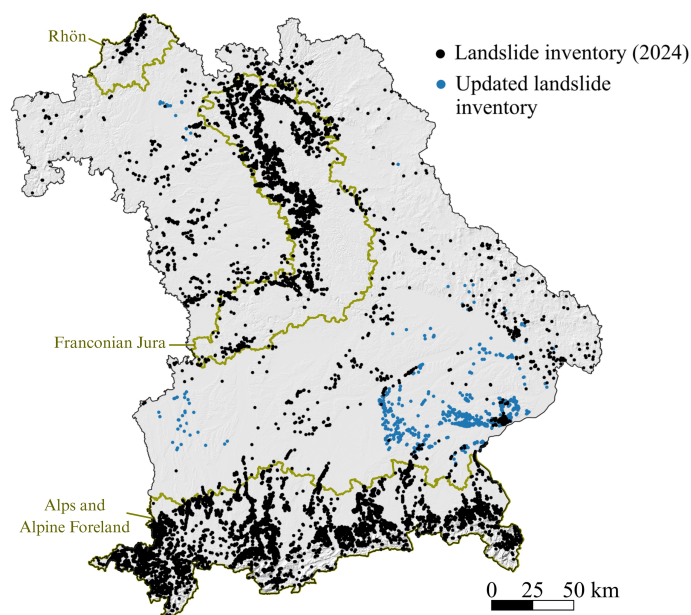 Rhön
Landslide inventory (2024)
Updated landslide
inventory
Franconian Jura
Alps and
Alpine Foreland
0 25 50 km